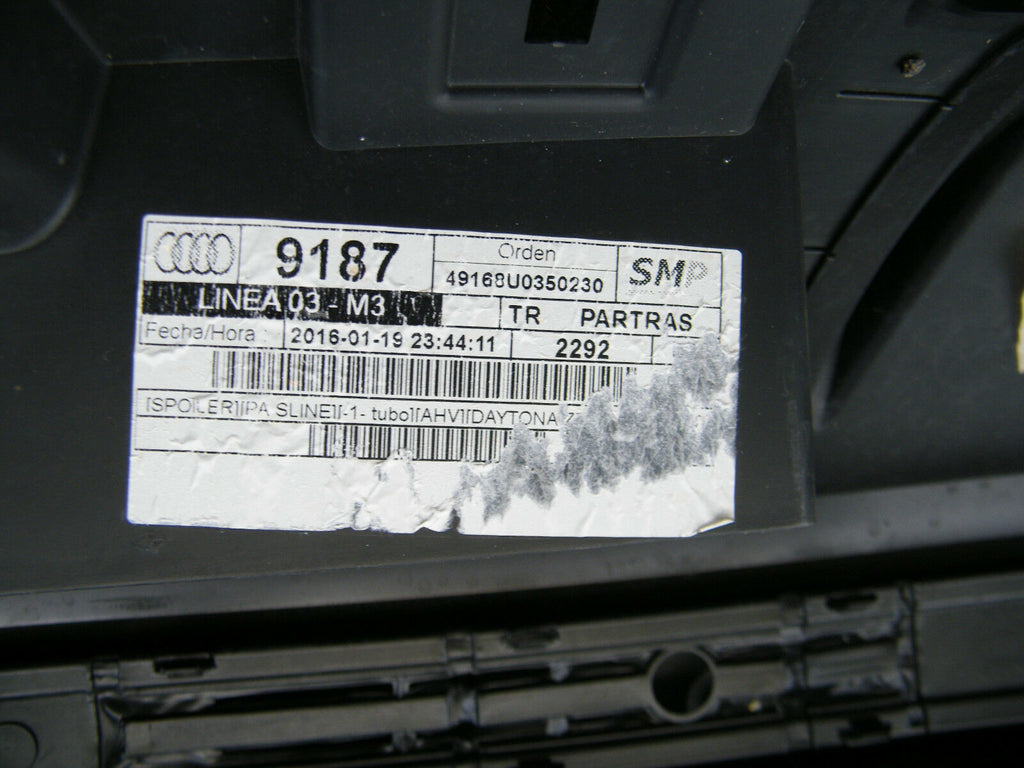 9187
Orden
49168U0350230
SMP
LINEA 03 - M3
TR PARTRAS
Fecha/Hora :
2016-01-19 23:44:11
2292
[SPOILER][PA SLINE][-1- tubo][AHV][DAYTONA